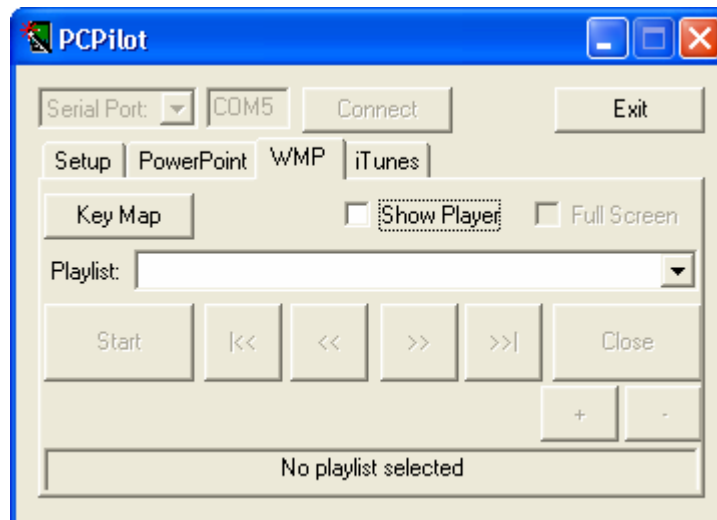 PCPilot
Serial Port: COM5 Connect Exit
Setup PowerPoint WMP iTunes
Key Map Show Player Full Screen
Playlist:
Start |<< << >> >>| Close
+ -
No playlist selected